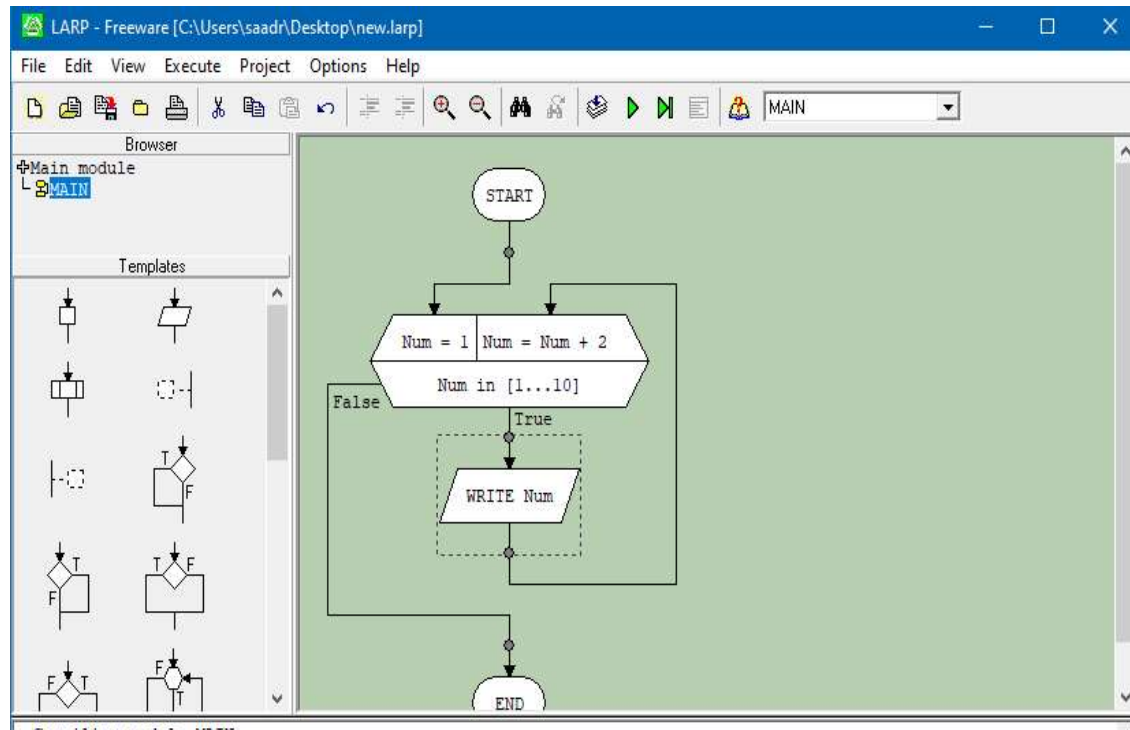 LARP - Freeware [C:\Users\saadr\Desktop\new.larp]
File Edit View Execute Project Options Help
MAIN
Browser
Main module
MAIN
Templates
T
F
T
F
T F
F T
F
T
START
Num = 1 Num = Num + 2
Num in [1...10]
False
True
WRITE Num
END